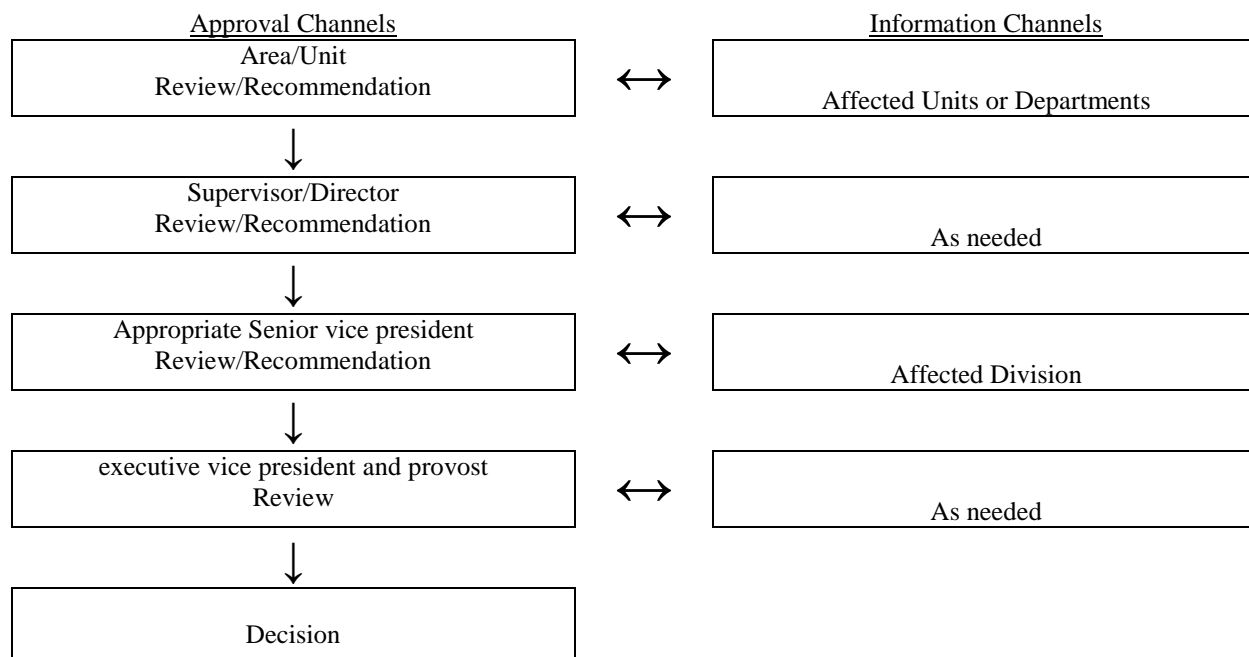 Approval Channels
Information Channels
Area/Unit
Review/Recommendation
Affected Units or Departments
Supervisor/Director
Review/Recommendation
As needed
Appropriate Senior vice president
Review/Recommendation
Affected Division
executive vice president and provost
Review
As needed
Decision